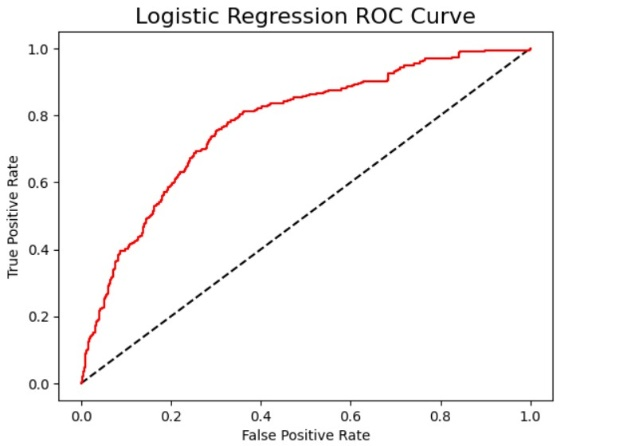 Logistic Regression ROC Curve
1.0
0.8
0.6
0.4
0.2
0.0
True Positive Rate
0.0 0.2 0.4 0.6 0.8 1.0
False Positive Rate